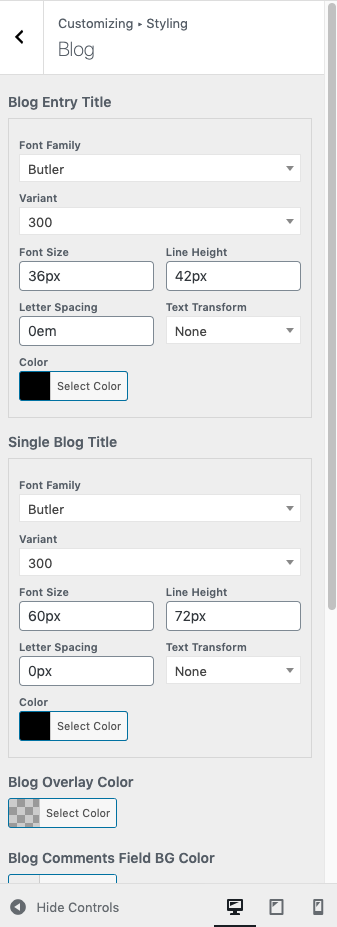 Customizing ▸ Styling
Blog
Blog Entry Title
Font Family
Butler
Variant
300
Font Size
Line Height
36px
42px
Letter Spacing
Text Transform
0em
None
Color
Select Color
Single Blog Title
Font Family
Butler
Variant
300
Font Size
Line Height
60px
72px
Letter Spacing
Text Transform
0px
None
Color
Select Color
Blog Overlay Color
Select Color
Blog Comments Field BG Color
Hide Controls